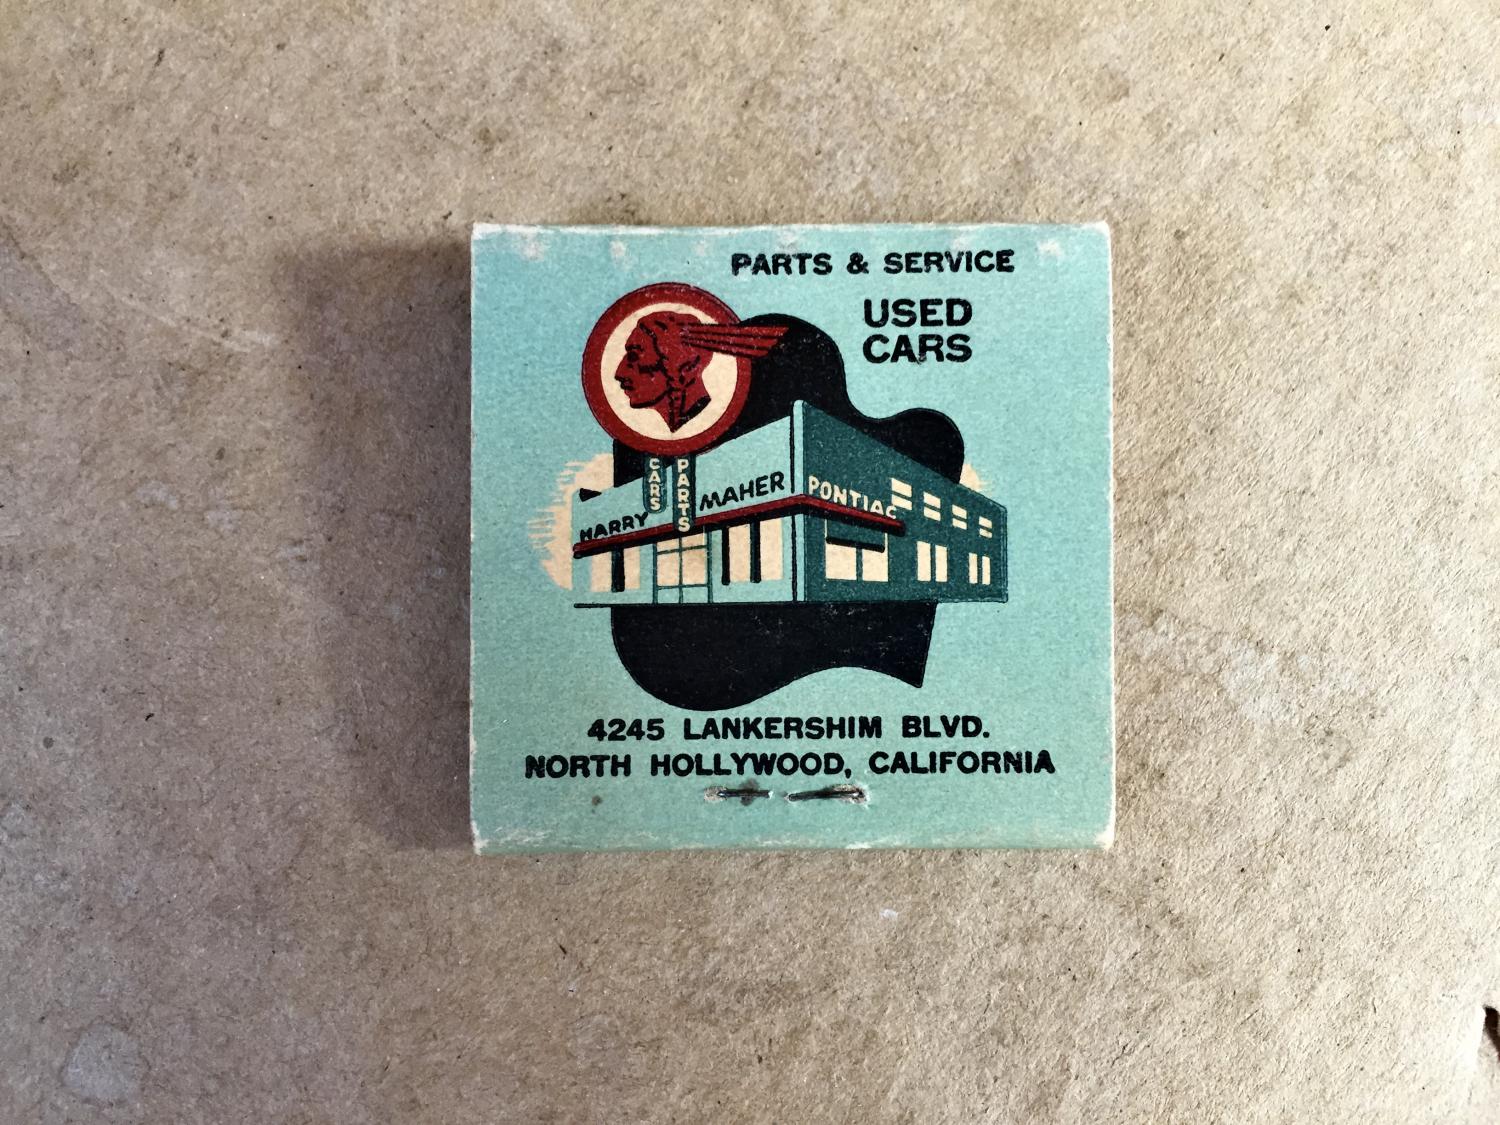 PARTS & SERVICE
USED
CARS
CARS
PARTS
HARRY MAHER PONTIAC
4245 LANKERSHIM BLVD.
NORTH HOLLYWOOD, CALIFORNIA